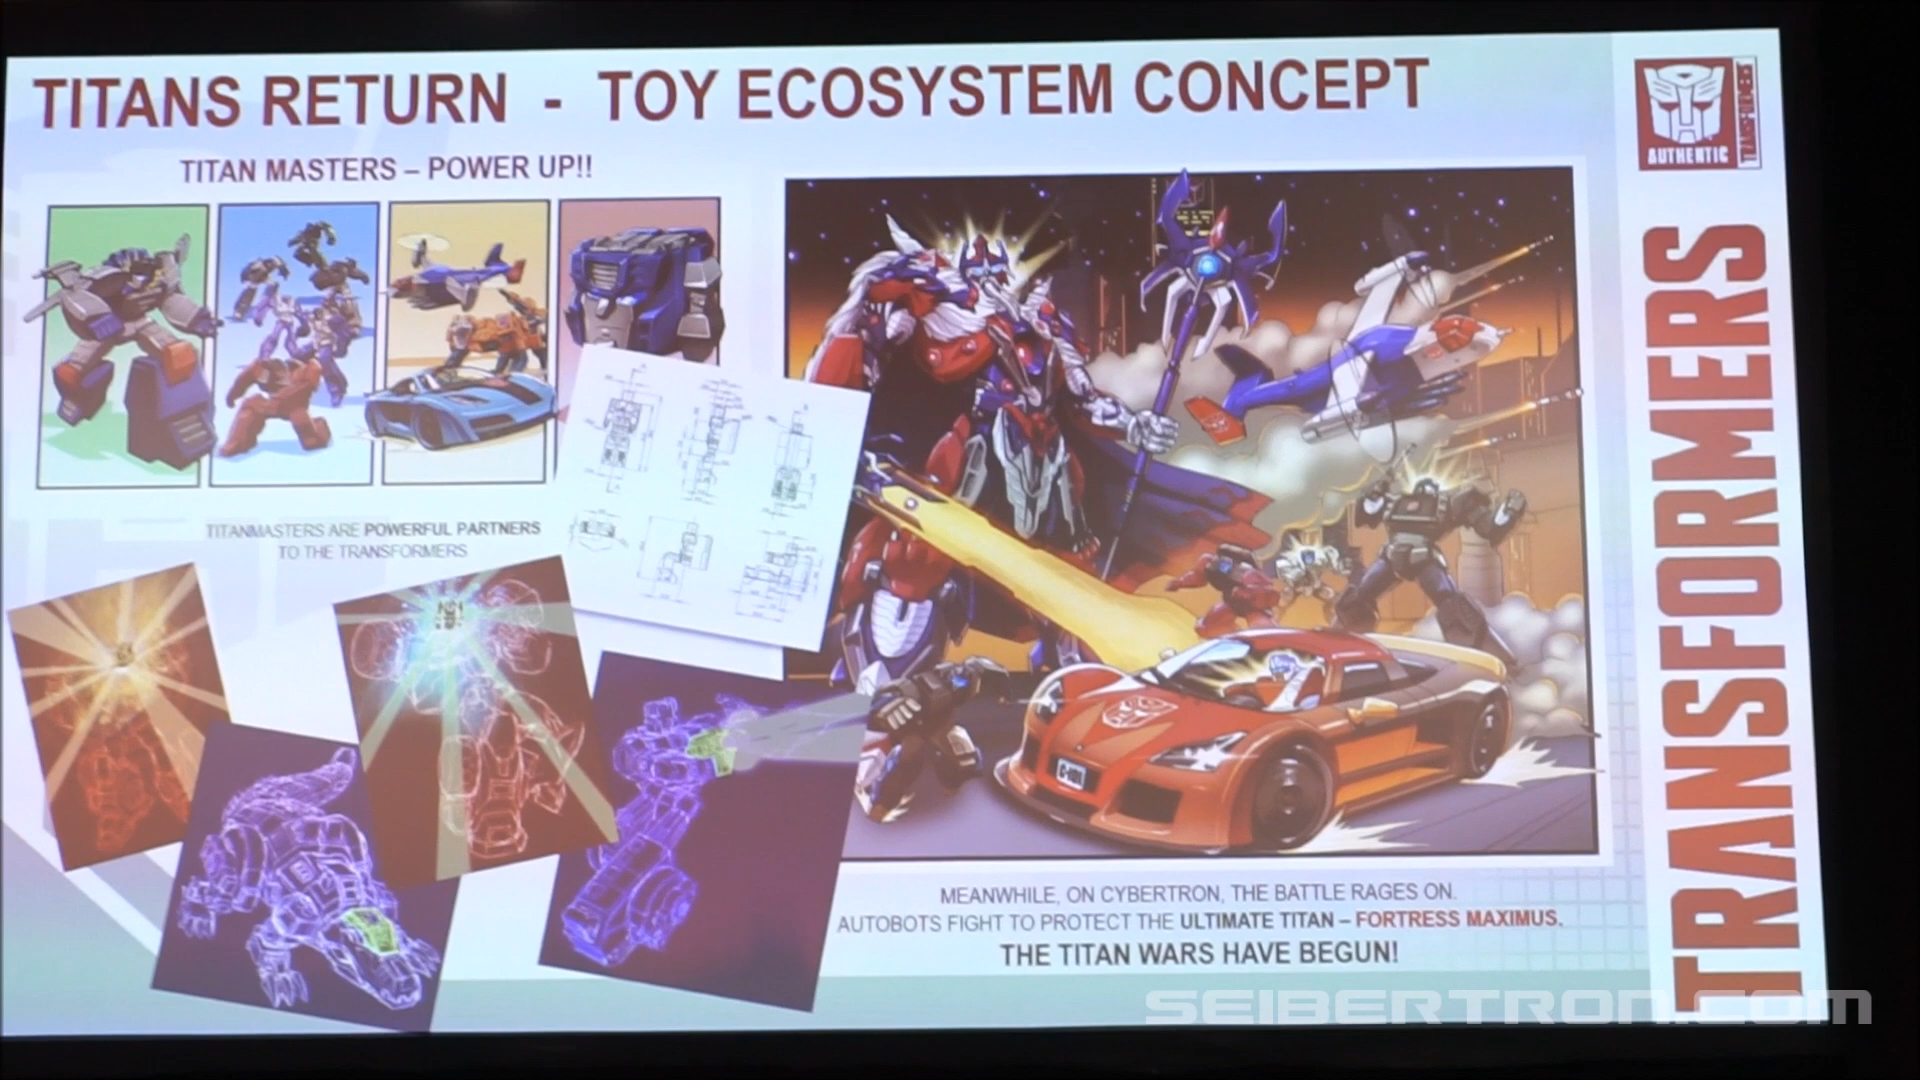 TITANS RETURN - TOY ECOSYSTEM CONCEPT
TITAN MASTERS – POWER UP!!
TITANMASTERS ARE POWERFUL PARTNERS
TO THE TRANSFORMERS
MEANWHILE, ON CYBERTRON, THE BATTLE RAGES ON.
AUTOBOTS FIGHT TO PROTECT THE ULTIMATE TITAN – FORTRESS MAXIMUS.
THE TITAN WARS HAVE BEGUN!
AUTHENTIC
TRANSFORMERS
TRANSFORMERS
SEIBERTRON.COM